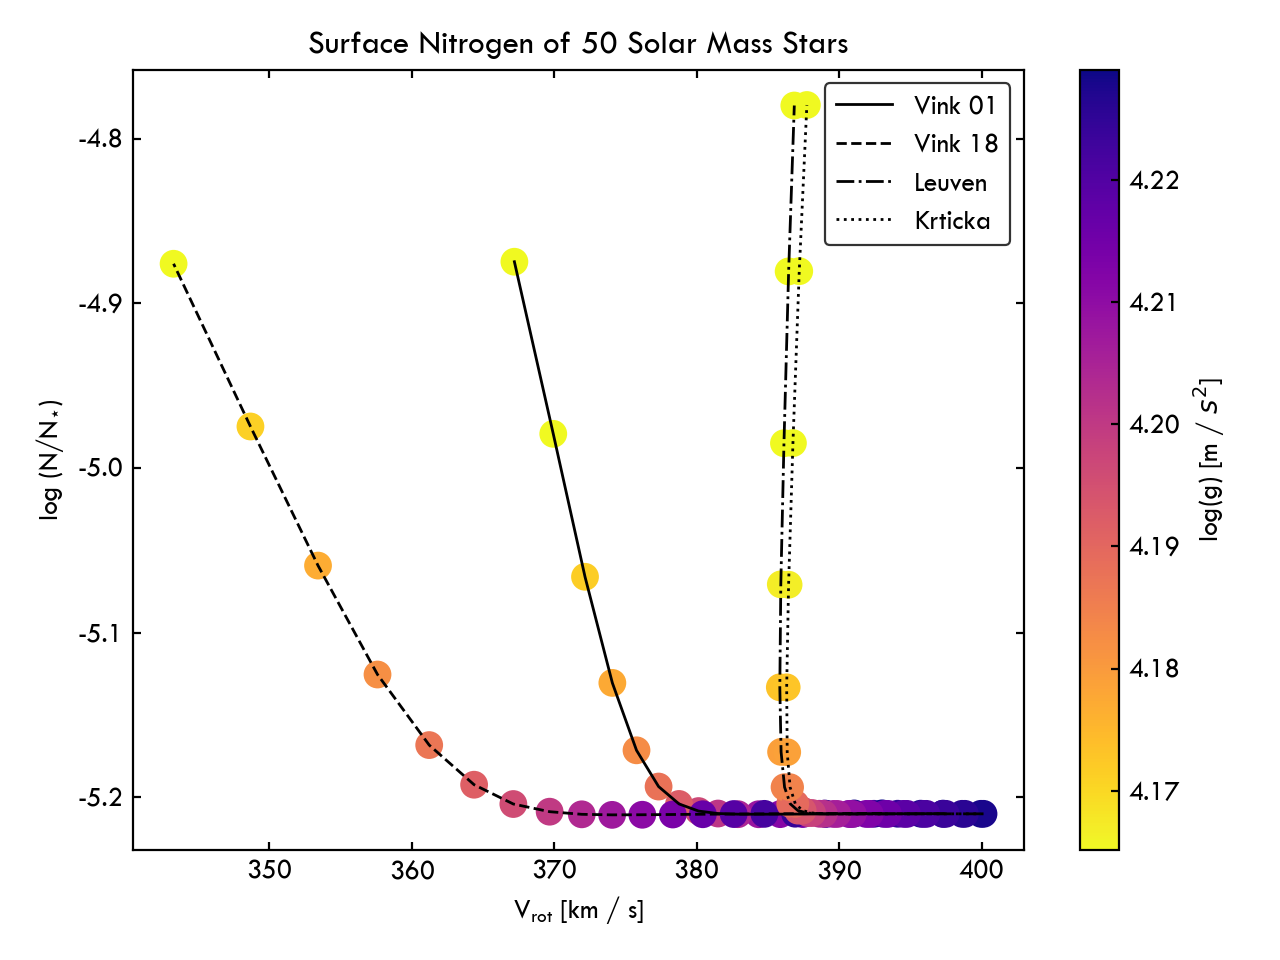 Surface Nitrogen of 50 Solar Mass Stars
Vink 01
Vink 18
Leuven
Krticka
-4.8
-4.9
-5.0
-5.1
-5.2
log (N/N⋆)
350
360
370
380
390
400
V_rot [km / s]
4.22
4.21
4.20
4.19
4.18
4.17
log(g) [m / s²]